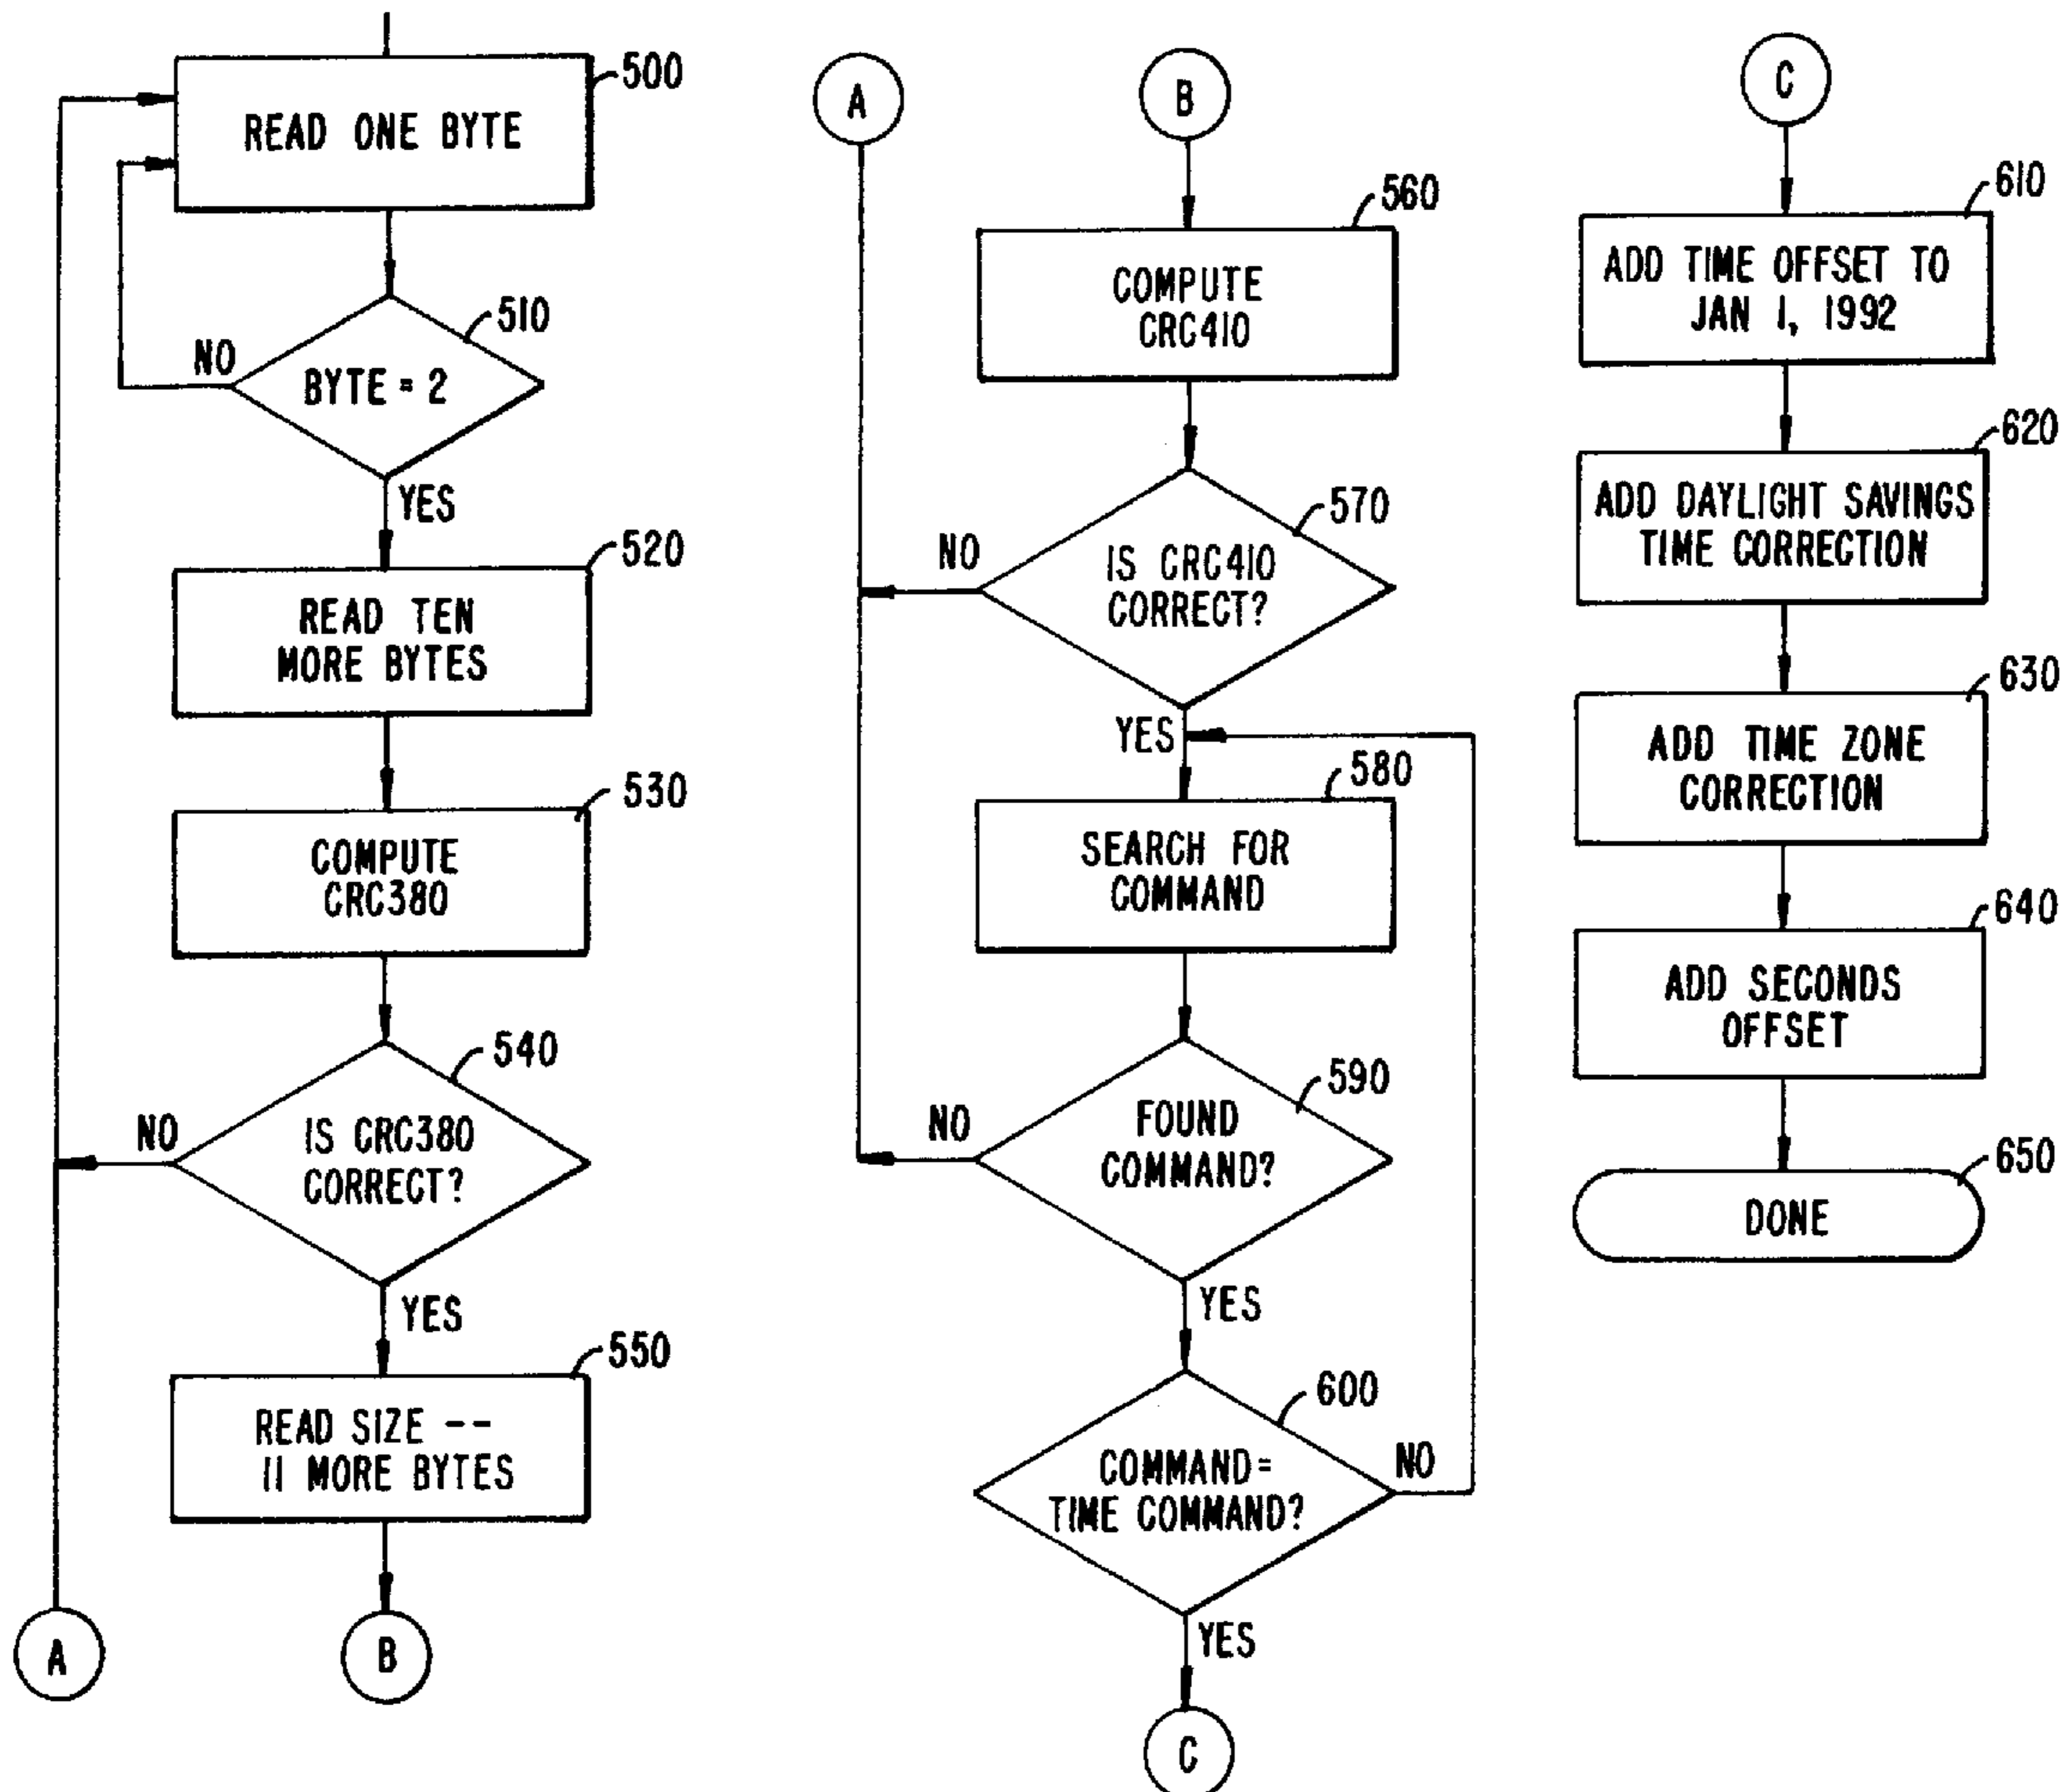 500
READ ONE BYTE
510
NO
BYTE = 2
YES
520
READ TEN
MORE BYTES
530
COMPUTE
CRC380
540
NO
IS CRC380
CORRECT?
YES
550
READ SIZE --
11 MORE BYTES
A
B
A
B
560
COMPUTE
CRC410
570
NO
IS CRC410
CORRECT?
YES
580
SEARCH FOR
COMMAND
590
NO
FOUND
COMMAND?
YES
600
COMMAND=
TIME COMMAND?
NO
YES
C
C
610
ADD TIME OFFSET TO
JAN 1, 1992
620
ADD DAYLIGHT SAVINGS
TIME CORRECTION
630
ADD TIME ZONE
CORRECTION
640
ADD SECONDS
OFFSET
650
DONE